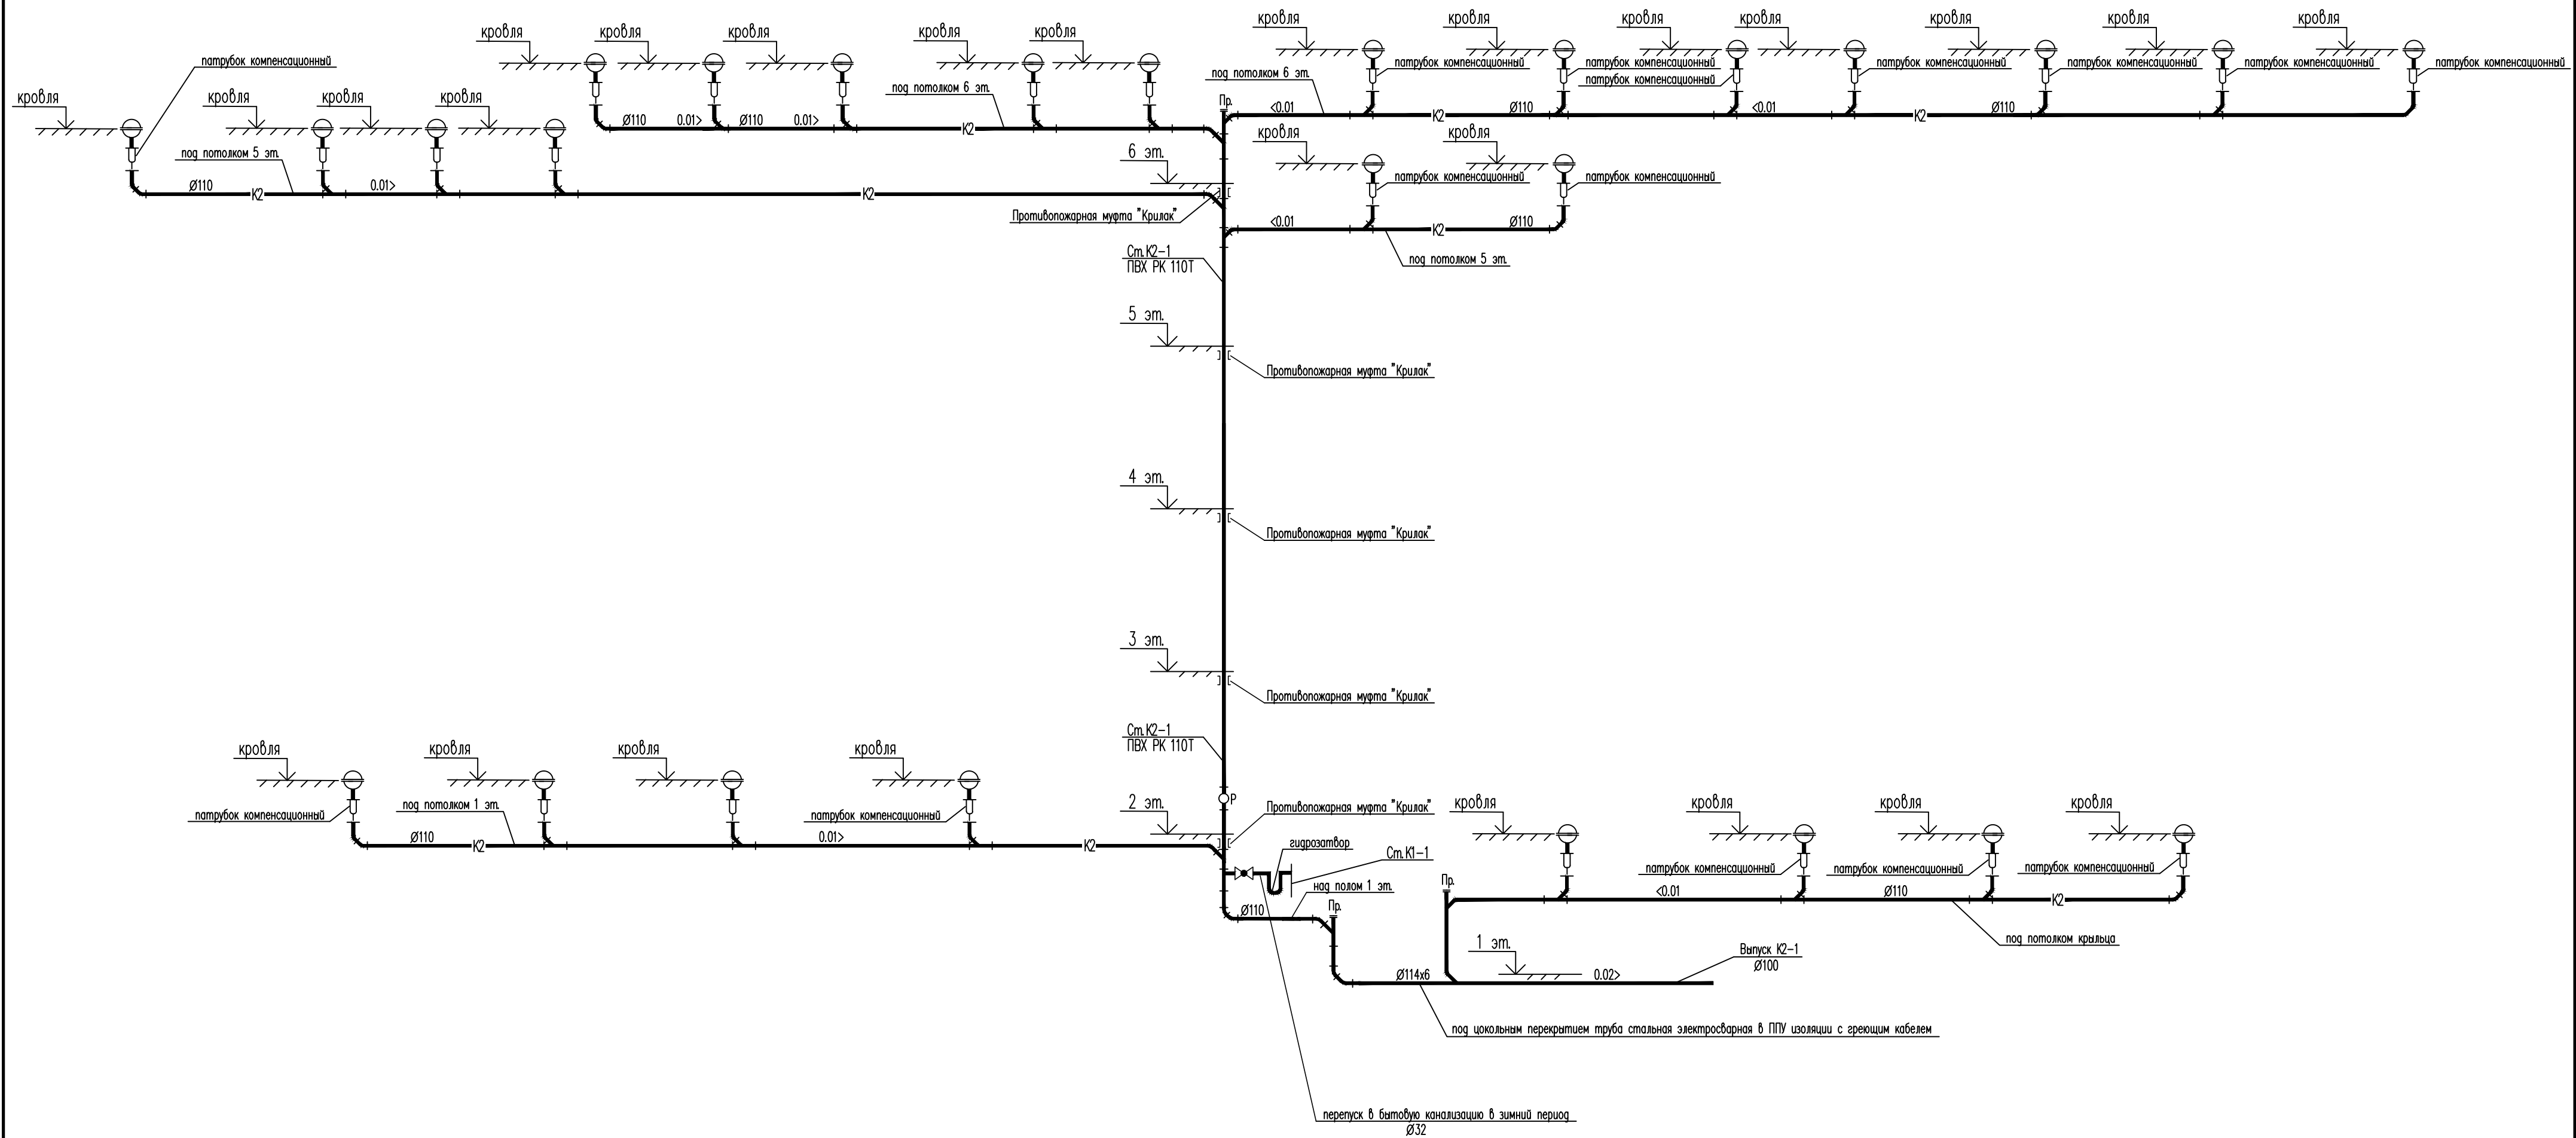 кровля
кровля
кровля
кровля
кровля
кровля
кровля
кровля
кровля
кровля
кровля
кровля
патрубок компенсационный
патрубок компенсационный
патрубок компенсационный
патрубок компенсационный
патрубок компенсационный
патрубок компенсационный
патрубок компенсационный
патрубок компенсационный
патрубок компенсационный
под потолком 6 эт.
под потолком 6 эт.
кровля
кровля
кровля
кровля
Пр.
<0.01
К2
Ø110
<0.01
К2
Ø110
Ø110
0.01>
Ø110
0.01>
К2
кровля
кровля
под потолком 5 эт.
6 эт.
патрубок компенсационный
патрубок компенсационный
Ø110
К2
0.01>
К2
Противопожарная муфта "Крилак"
<0.01
К2
Ø110
под потолком 5 эт.
Ст.К2-1
ПВХ РК 110Т
5 эт.
Противопожарная муфта "Крилак"
4 эт.
Противопожарная муфта "Крилак"
3 эт.
Противопожарная муфта "Крилак"
Ст.К2-1
ПВХ РК 110Т
кровля
кровля
кровля
кровля
патрубок компенсационный
под потолком 1 эт.
патрубок компенсационный
Р
2 эт.
Противопожарная муфта "Крилак"
кровля
кровля
кровля
кровля
Ø110
К2
0.01>
К2
гидрозатвор
Ст.К1-1
над полом 1 эт.
патрубок компенсационный
патрубок компенсационный
патрубок компенсационный
Пр.
<0.01
Ø110
К2
Ø110
Пр.
под потолком крыльца
1 эт.
Выпуск К2-1
Ø100
Ø114х6
0.02>
под цокольным перекрытием труба стальная электросварная в ППУ изоляции с греющим кабелем
перепуск в бытовую канализацию в зимний период
Ø32